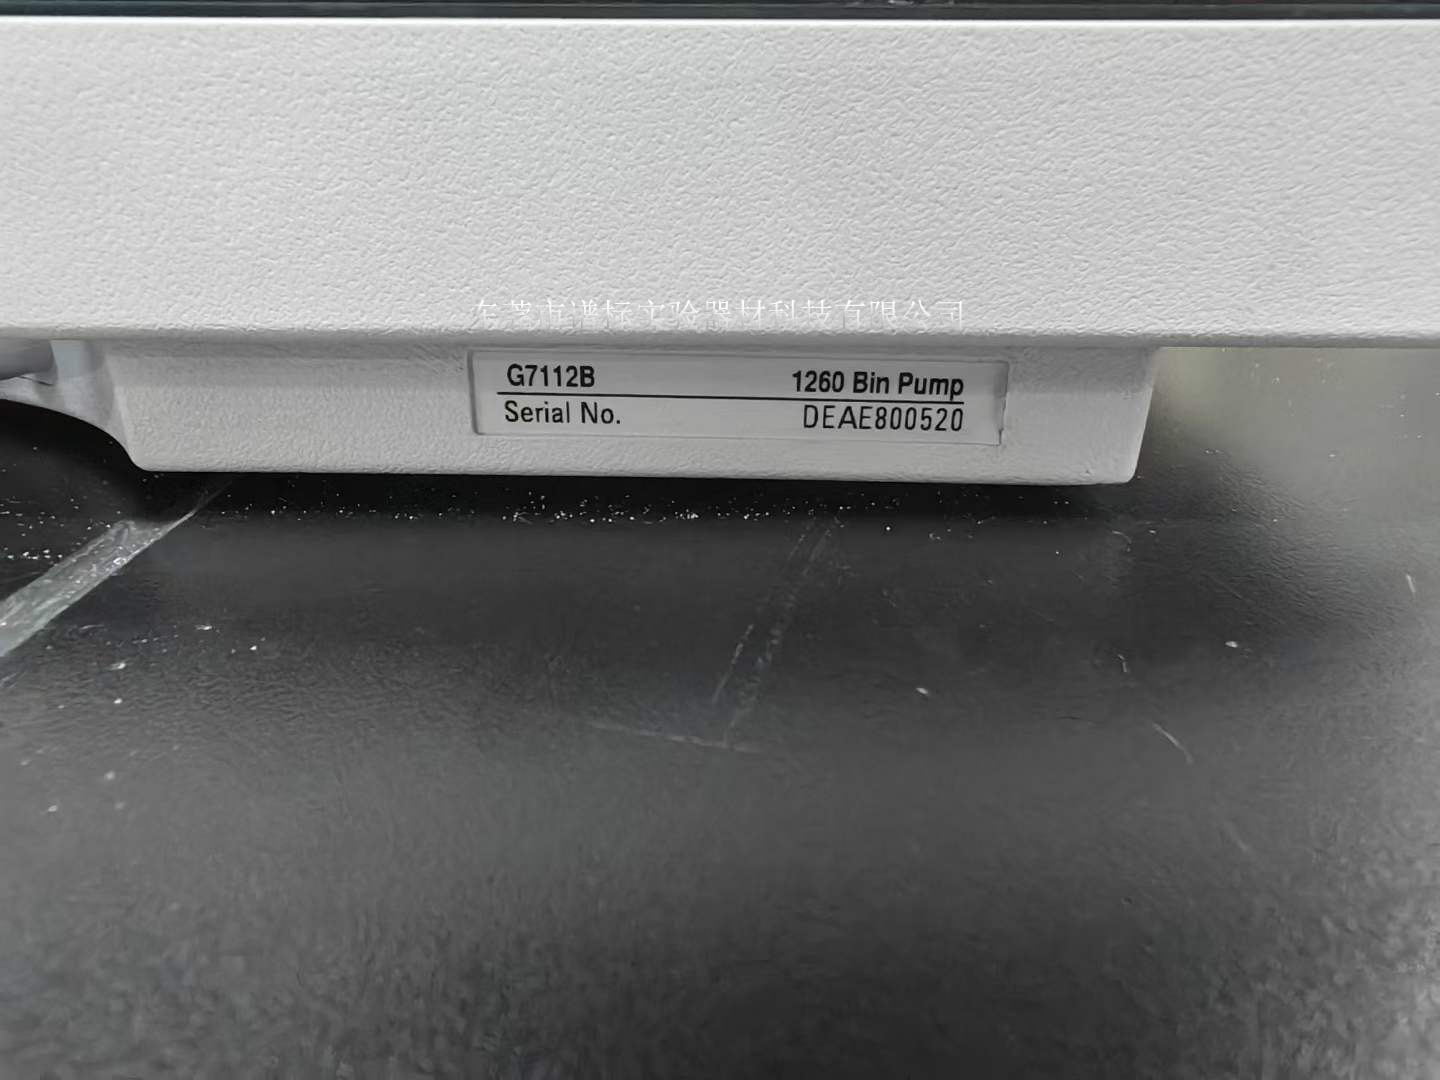 东莞市谱标实验器材科技有限公司
G7112B 1260 Bin Pump
Serial No. DEAE800520